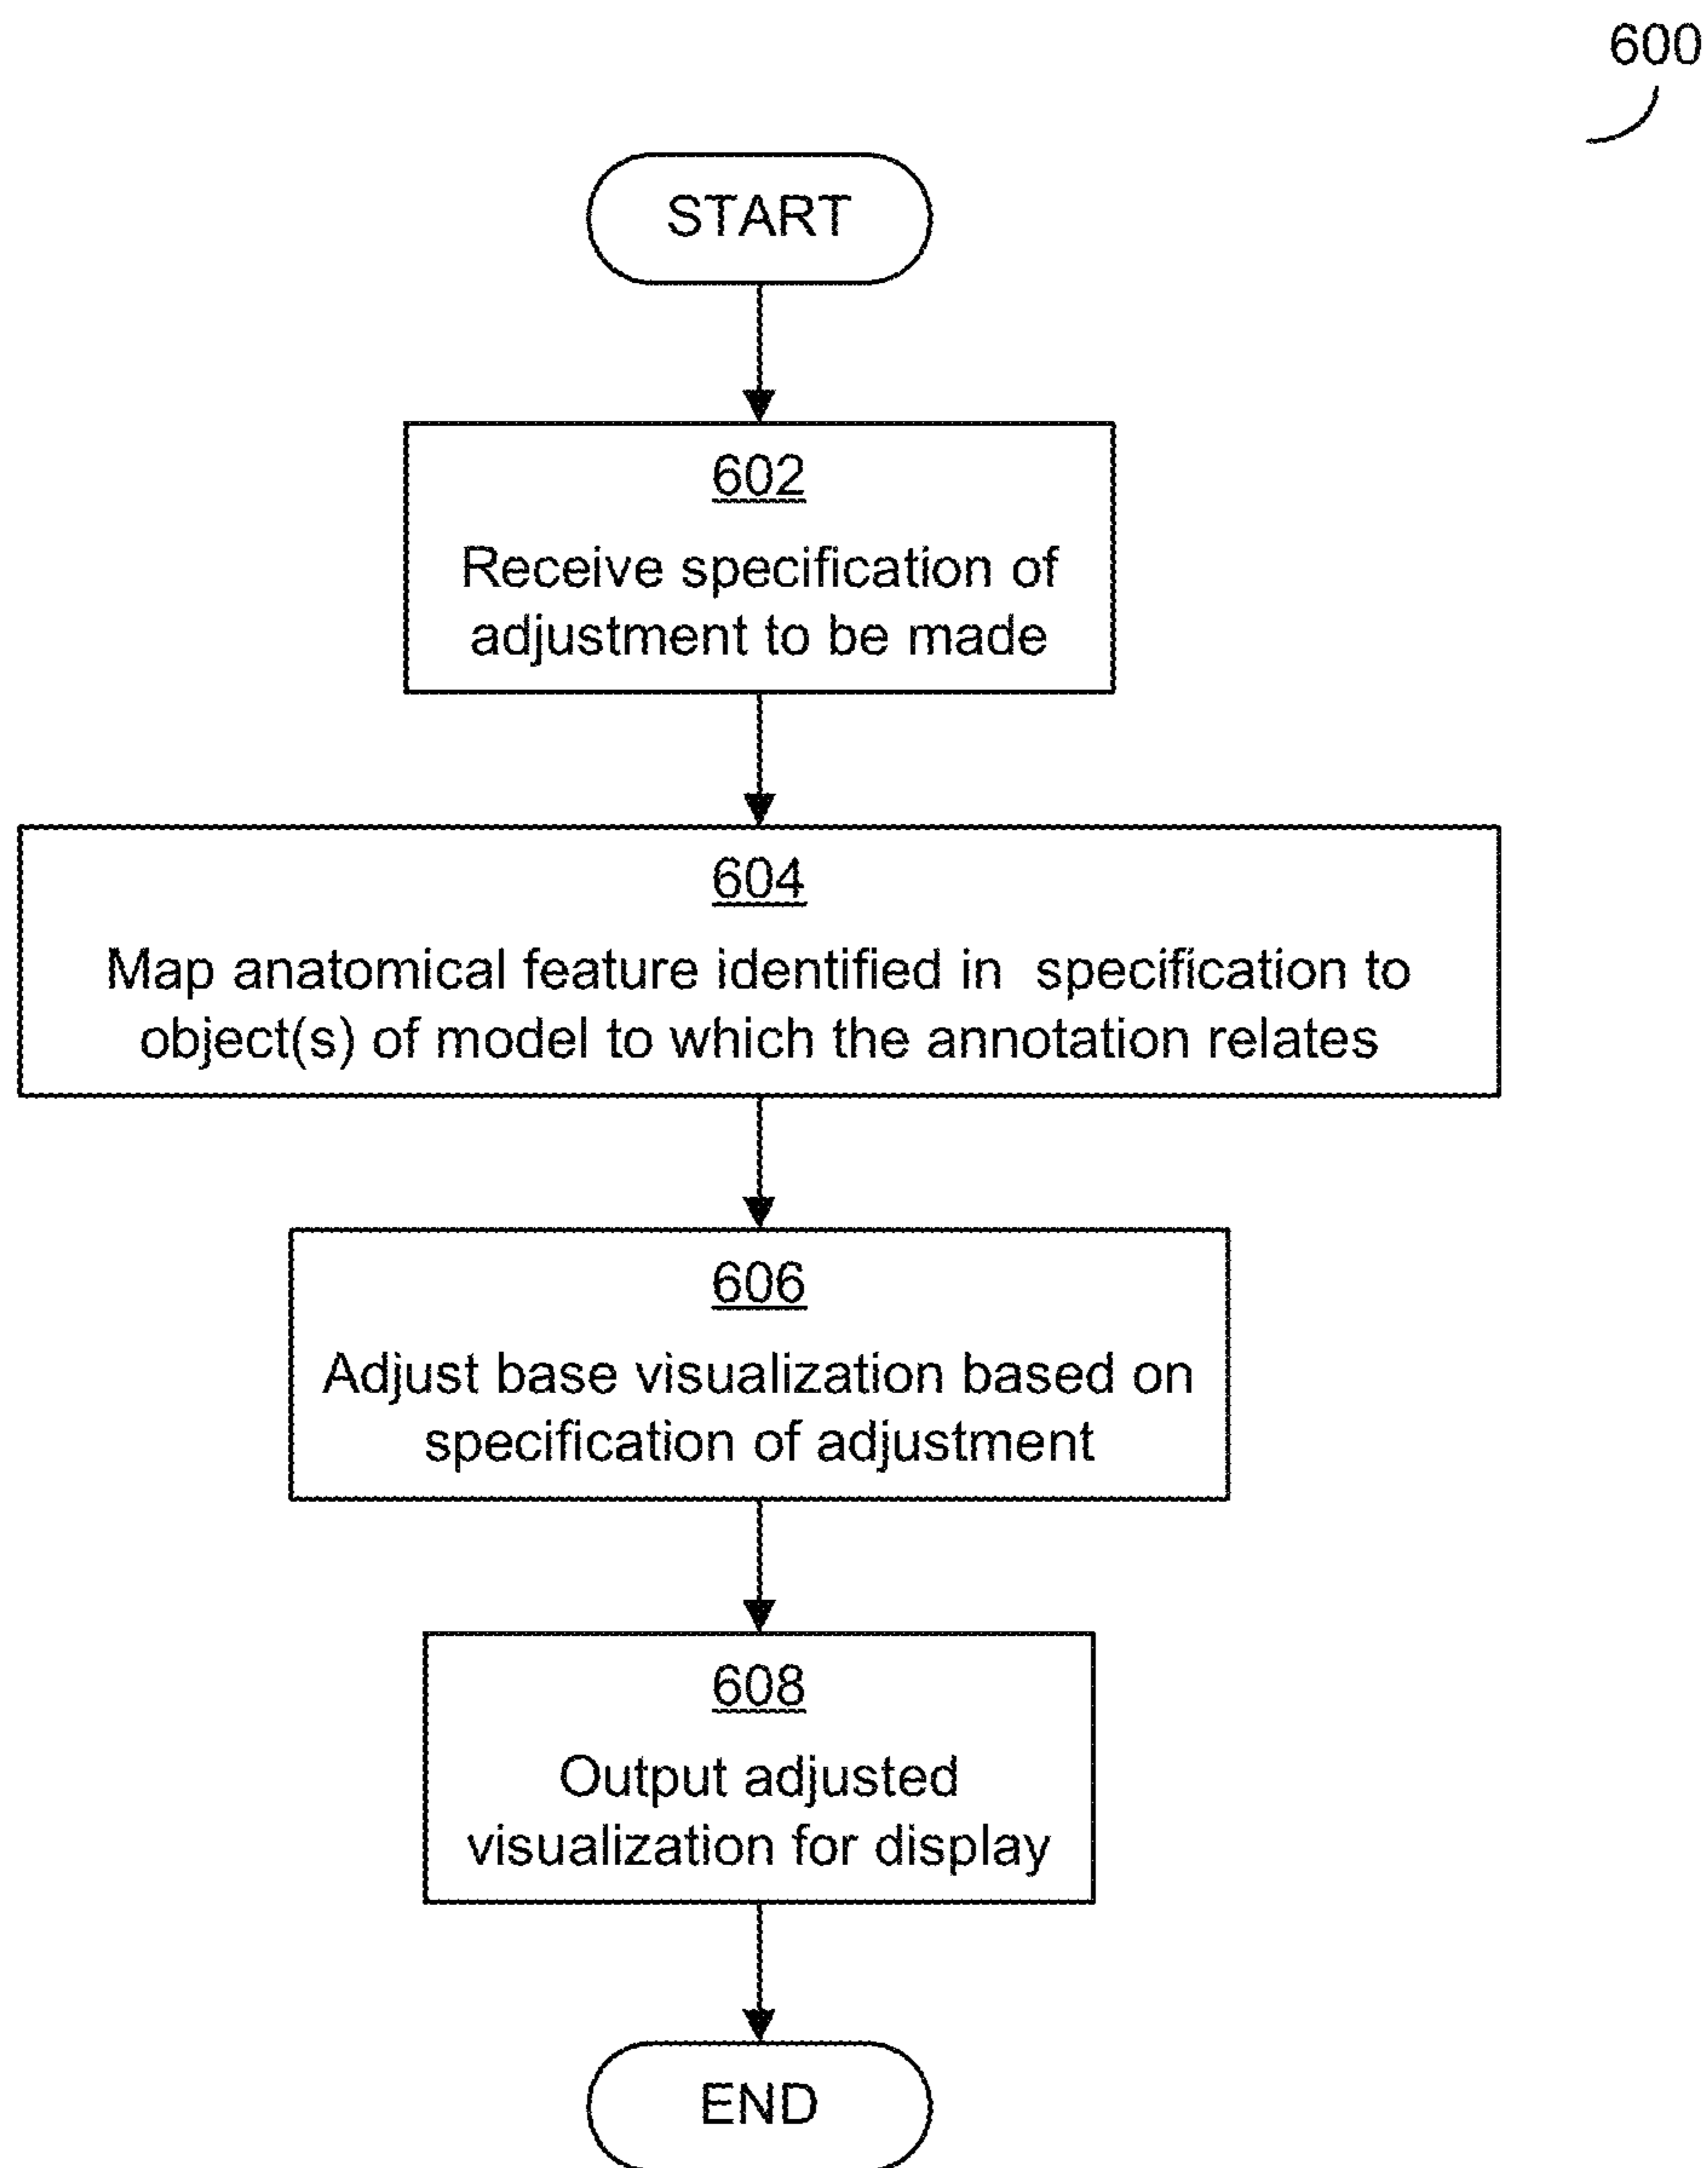 600
START
602
Receive specification of
adjustment to be made
604
Map anatomical feature identified in specification to
object(s) of model to which the annotation relates
606
Adjust base visualization based on
specification of adjustment
608
Output adjusted
visualization for display
END